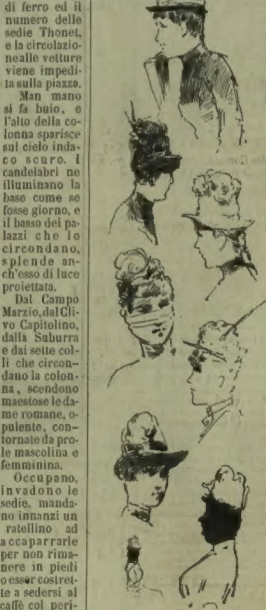 di ferro ed il
numero delle
sedie Thonet,
e la circolazio-
nealle vetture
viene impedi-
ta sulla piazza.
Man mano
si fa buio, e
l'alto della co-
lonna sparisce
sul cielo inda-
co scuro. I
candelabri ne
illuminano la
base come se
fosse giorno, e
il basso dei pa-
lazzi che lo
circondano,
splende an-
ch'esso di luce
proiettata.
Dal Campo
Marzio, dal Cli-
vo Capitolino,
dalla Suburra
e dai sette col-
li che circon-
dano la colon-
na, scendono
maestose le da-
me romane, o-
pulente, con-
tornate da pro-
le mascolina e
femminina.
Occupano,
invadono le
sedie, manda-
no innanzi un
ratellino ad
accaparrarle
per non rima-
nere in piedi
o esser costret-
te a sedersi al
caffè col peri-